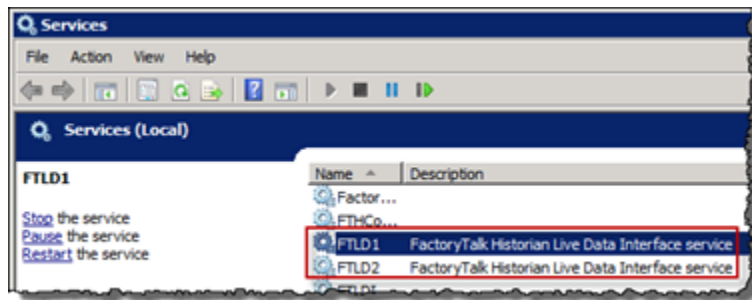 Services
File Action View Help
Services (Local)
FTLD1
Stop the service
Pause the service
Restart the service
Name Description
Factor...
FTHCo...
FTLD1 FactoryTalk Historian Live Data Interface service
FTLD2 FactoryTalk Historian Live Data Interface service